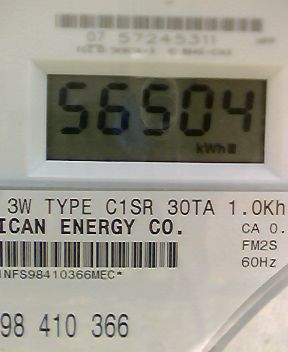 07 57245311
56504
kWh
3W TYPE C1SR 30TA 1.0Kh
ICAN ENERGY CO.
CA 0.
FM2S
60Hz
NFS98410366MEC*
98 410 366